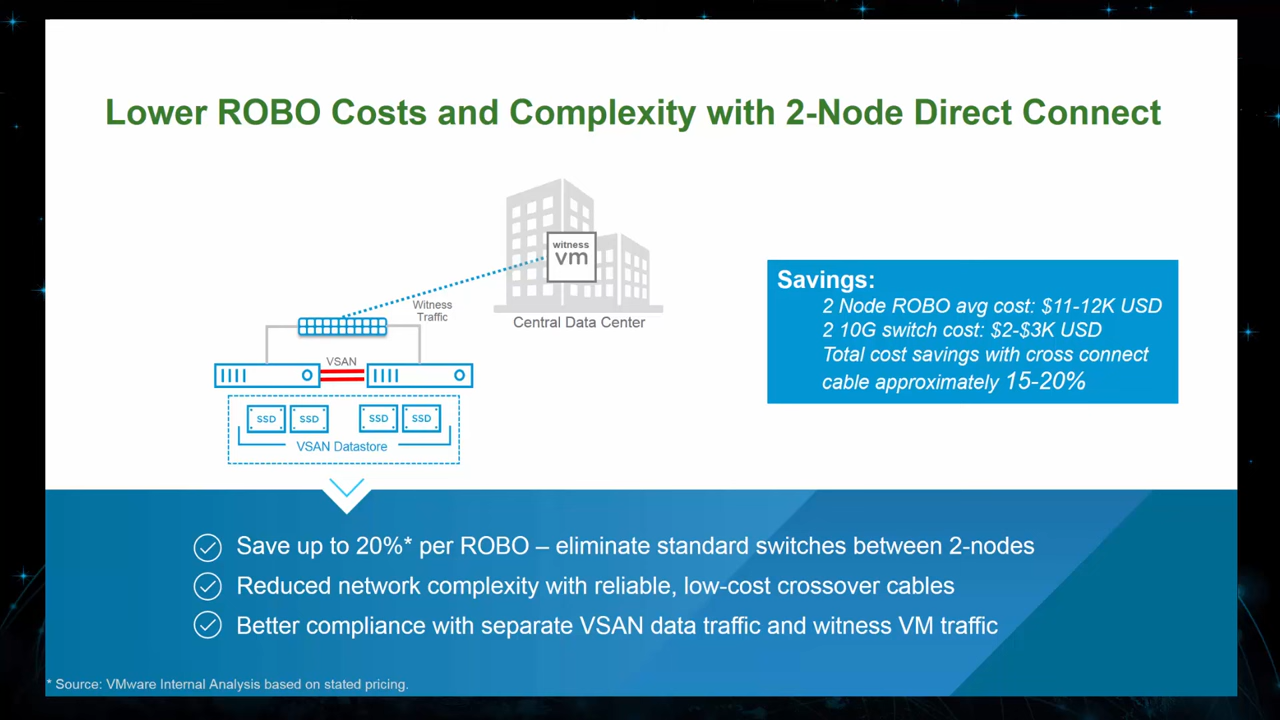 Lower ROBO Costs and Complexity with 2-Node Direct Connect
witness
vm
Witness
Traffic
Central Data Center
VSAN
SSD SSD SSD SSD
VSAN Datastore
Savings:
2 Node ROBO avg cost: $11-12K USD
2 10G switch cost: $2-$3K USD
Total cost savings with cross connect
cable approximately 15-20%
Save up to 20%* per ROBO – eliminate standard switches between 2-nodes
Reduced network complexity with reliable, low-cost crossover cables
Better compliance with separate VSAN data traffic and witness VM traffic
* Source: VMware Internal Analysis based on stated pricing.